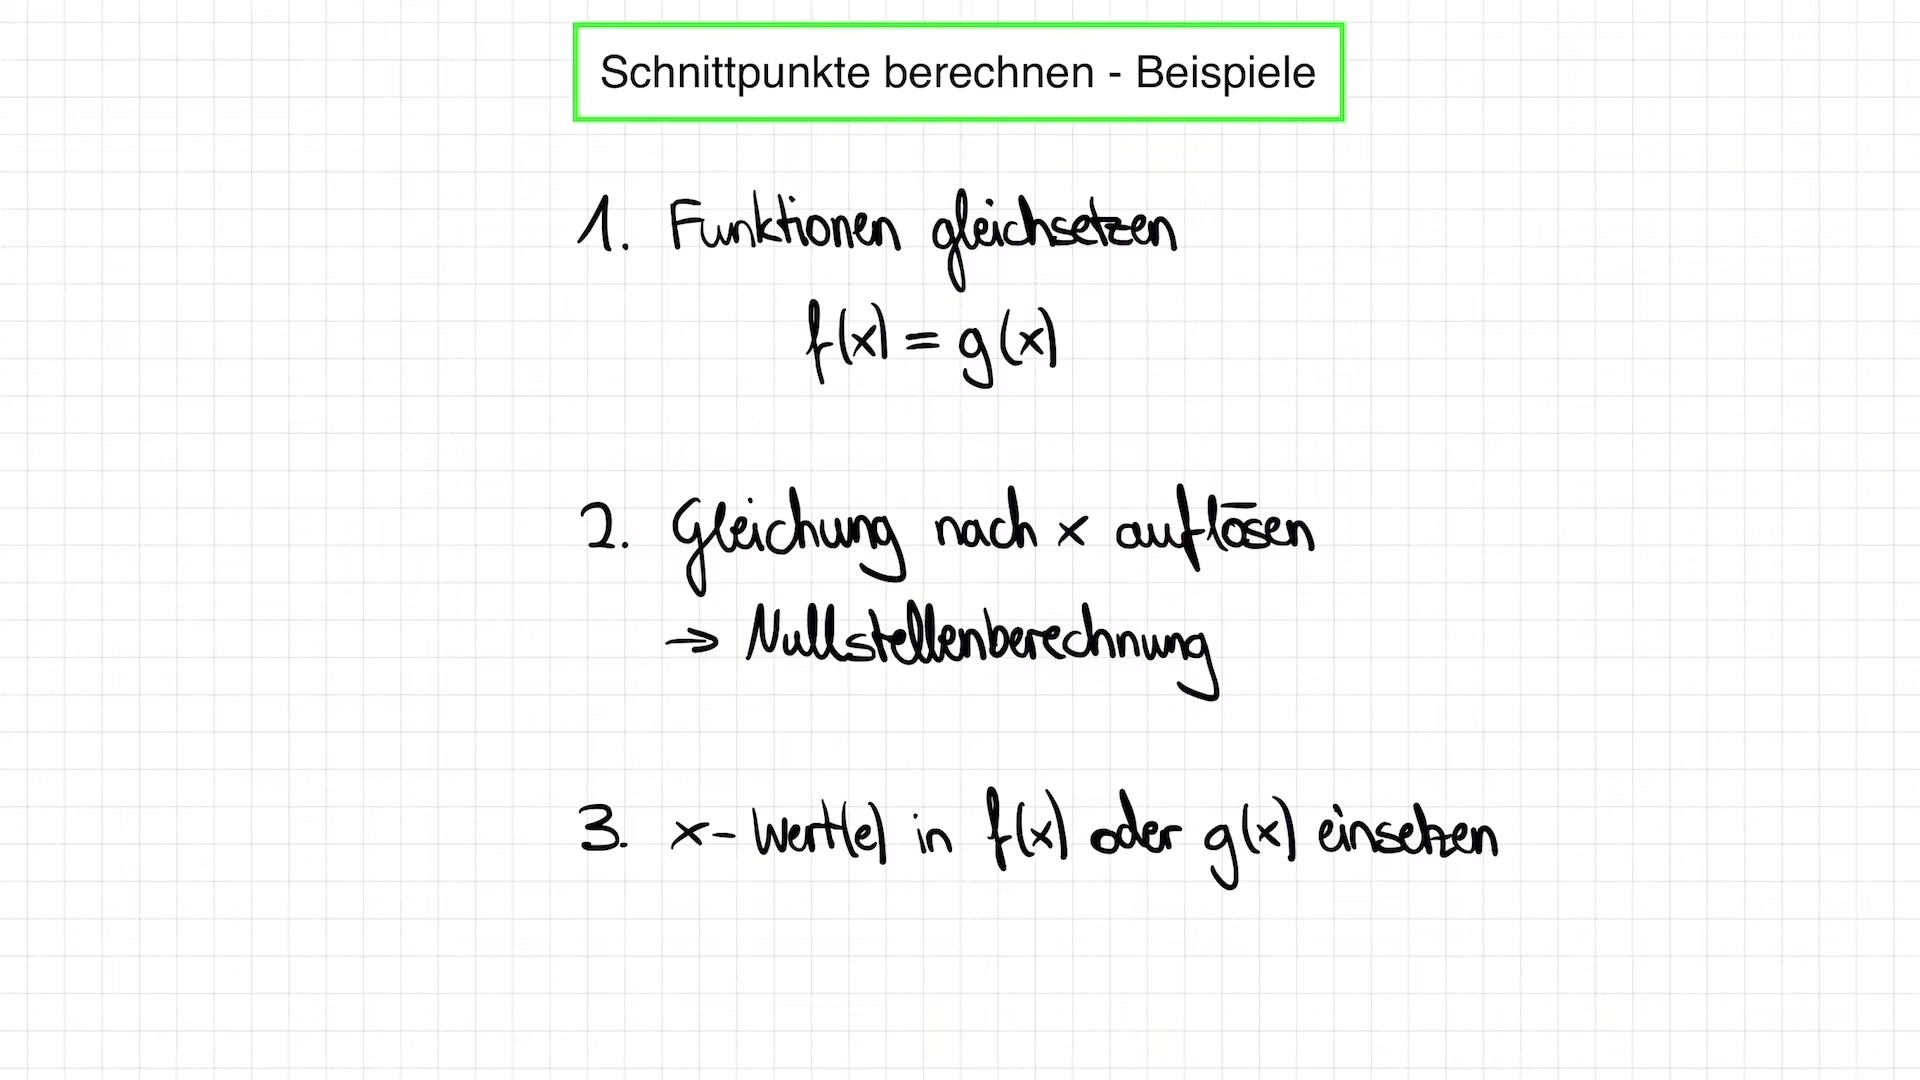 Schnittpunkte berechnen - Beispiele
1. Funktionen gleichsetzen
f(x) = g(x)
2. Gleichung nach x auflösen
→ Nullstellenberechnung
3. x-Wert(e) in f(x) oder g(x) einsetzen